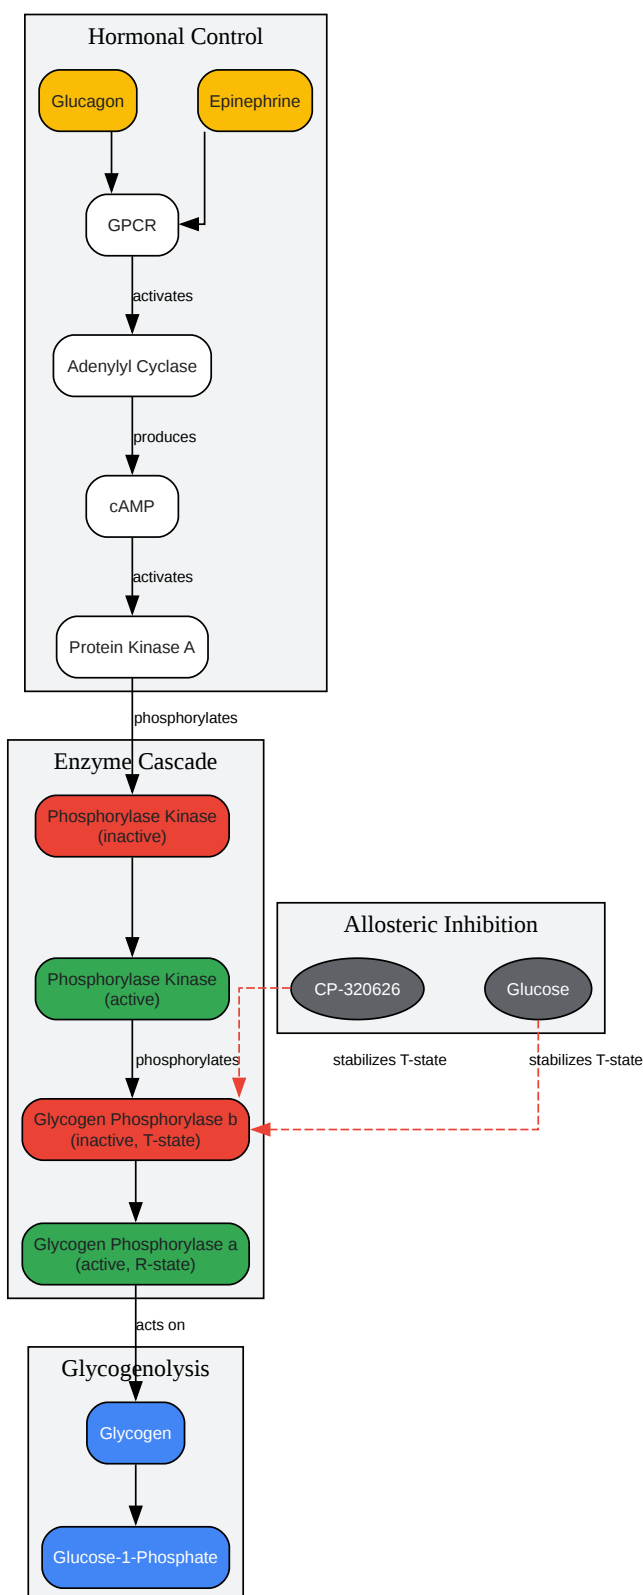 Hormonal Control
Glucagon
Epinephrine
GPCR
activates
Adenylyl Cyclase
produces
cAMP
activates
Protein Kinase A
phosphorylates
Enzyme Cascade
Phosphorylase Kinase
(inactive)
Allosteric Inhibition
Phosphorylase Kinase
(active)
CP-320626
Glucose
phosphorylates
stabilizes T-state
stabilizes T-state
Glycogen Phosphorylase b
(inactive, T-state)
Glycogen Phosphorylase a
(active, R-state)
acts on
Glycogenolysis
Glycogen
Glucose-1-Phosphate